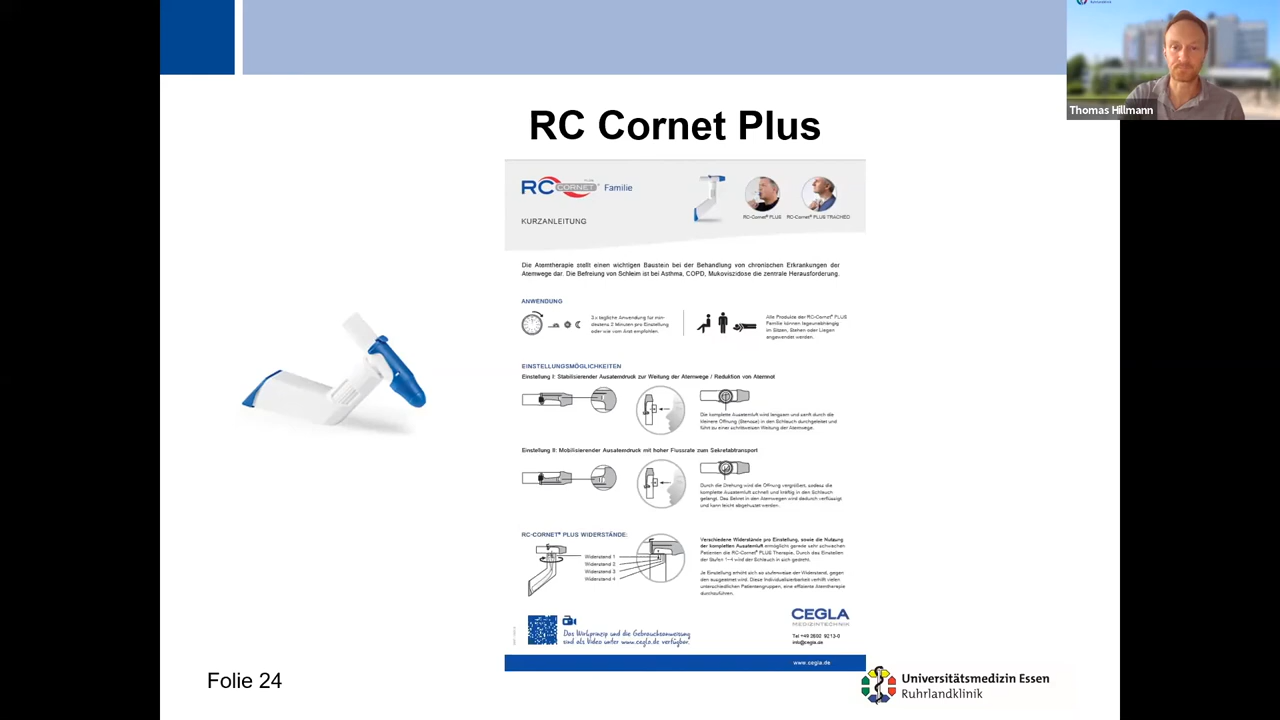 Ruhrlandklinik
Thomas Hillmann
RC Cornet Plus
RC CORNET PLUS Familie
KURZANLEITUNG
RC-Cornet® PLUS
RC-Cornet® PLUS TRACHEO
Die Atemtherapie stellt einen wichtigen Baustein bei der Behandlung von chronischen Erkrankungen der
Atemwege dar. Die Befreiung von Schleim ist bei Asthma, COPD, Mukoviszidose die zentrale Herausforderung.
ANWENDUNG
3 x tägliche Anwendung für min-
destens 2 Minuten pro Einstellung
oder wie vom Arzt empfohlen.
Alle Produkte der RC-Cornet® PLUS
Familie können lageunabhängig
im Sitzen, Stehen oder Liegen
angewendet werden.
EINSTELLUNGSMÖGLICHKEITEN
Einstellung I: Stabilisierender Ausatemdruck zur Weitung der Atemwege / Reduktion von Atemnot
Die komplette Ausatemluft wird langsam und sanft durch die
kleinere Öffnung (Stenose) in den Schlauch durchgeleitet und
führt zu einer schrittweisen Weitung der Atemwege.
Einstellung II: Mobilisierender Ausatemdruck mit hoher Flussrate zum Sekretabtransport
Durch die Drehung wird die Öffnung vergrößert, sodass die
komplette Ausatemluft schnell und kräftig in den Schlauch
gelangt. Das Sekret in den Atemwegen wird dadurch verflüssigt
und kann leicht abgehustet werden.
RC-CORNET® PLUS WIDERSTÄNDE:
Widerstand 1
Widerstand 2
Widerstand 3
Widerstand 4
Verschiedene Widerstände pro Einstellung, sowie die Nutzung
der kompletten Ausatemluft ermöglicht gerade sehr schwachen
Patienten die RC-Cornet® PLUS Therapie. Durch das Einstellen
der Stufen 1–4 wird der Schlauch in sich gedreht.
Je Einstellung erhöht sich so stufenweise der Widerstand, gegen
den ausgeatmet wird. Diese Individualisierbarkeit verhilft vielen
unterschiedlichen Patientengruppen, eine effiziente Atemtherapie
durchzuführen.
Das Wirkprinzip und die Gebrauchsanweisung
sind als Video unter www.cegla.de verfügbar.
CEGLA
MEDIZINTECHNIK
Tel +49 2602 9213-0
info@cegla.de
www.cegla.de
Folie 24
Universitätsmedizin Essen
Ruhrlandklinik